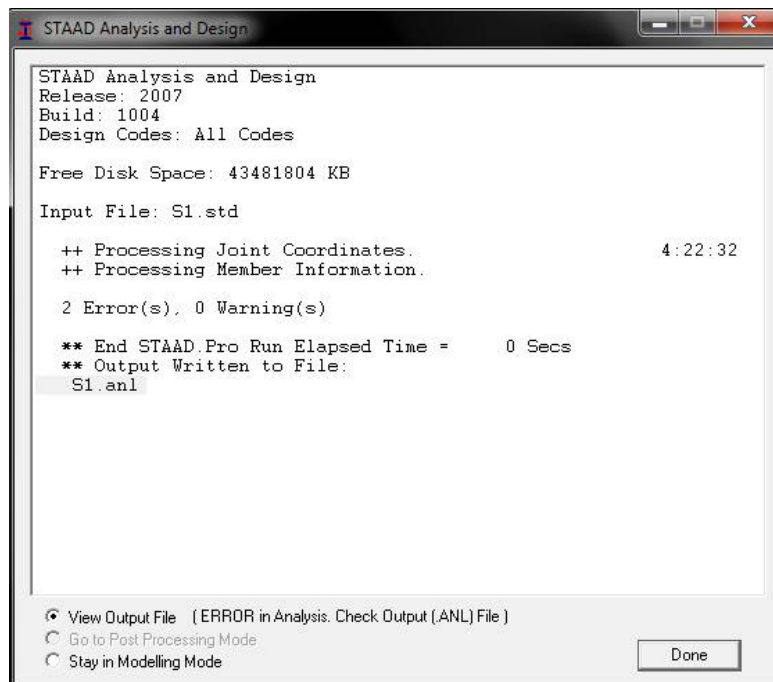 STAAD Analysis and Design
STAAD Analysis and Design
Release: 2007
Build: 1004
Design Codes: All Codes
Free Disk Space: 43481804 KB
Input File: S1.std
++ Processing Joint Coordinates. 4:22:32
++ Processing Member Information.
2 Error(s), 0 Warning(s)
** End STAAD.Pro Run Elapsed Time = 0 Secs
** Output Written to File:
S1.anl
View Output File ( ERROR in Analysis. Check Output (.ANL) File )
Go to Post Processing Mode
Stay in Modelling Mode
Done